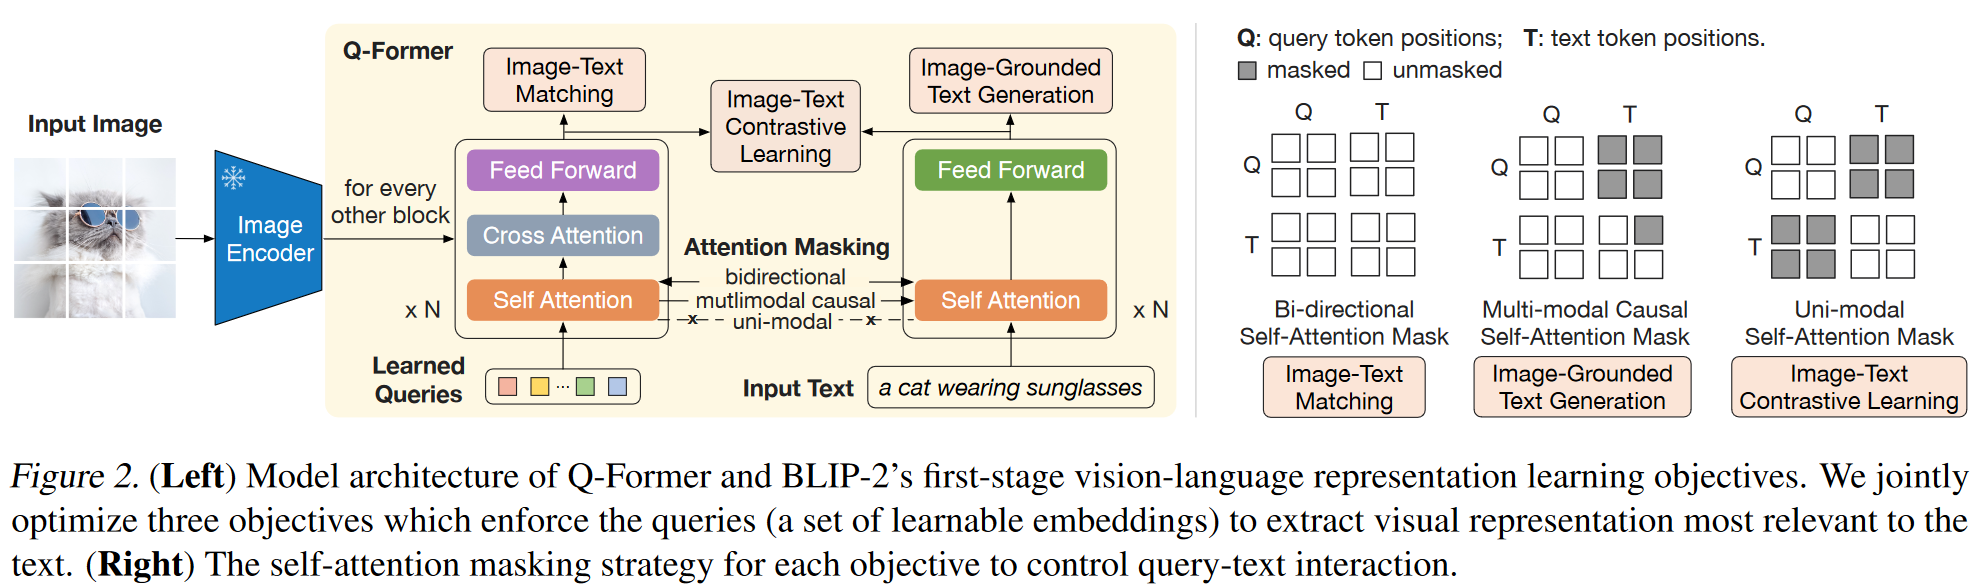 Q-Former
Input Image
Image-Text
Matching
Image-Text
Contrastive
Learning
Image-Grounded
Text Generation
Feed Forward
Feed Forward
for every
other block
Image
Encoder
Cross Attention
Attention Masking
bidirectional
mutlimodal causal
x uni-modal x
Self Attention
Self Attention
x N
x N
Learned
Queries
...
Input Text
a cat wearing sunglasses
Q: query token positions; T: text token positions.
masked unmasked
Q T
Q
T
Bi-directional
Self-Attention Mask
Image-Text
Matching
Q T
Q
T
Multi-modal Causal
Self-Attention Mask
Image-Grounded
Text Generation
Q T
Q
T
Uni-modal
Self-Attention Mask
Image-Text
Contrastive Learning
Figure 2. (Left) Model architecture of Q-Former and BLIP-2's first-stage vision-language representation learning objectives. We jointly
optimize three objectives which enforce the queries (a set of learnable embeddings) to extract visual representation most relevant to the
text. (Right) The self-attention masking strategy for each objective to control query-text interaction.